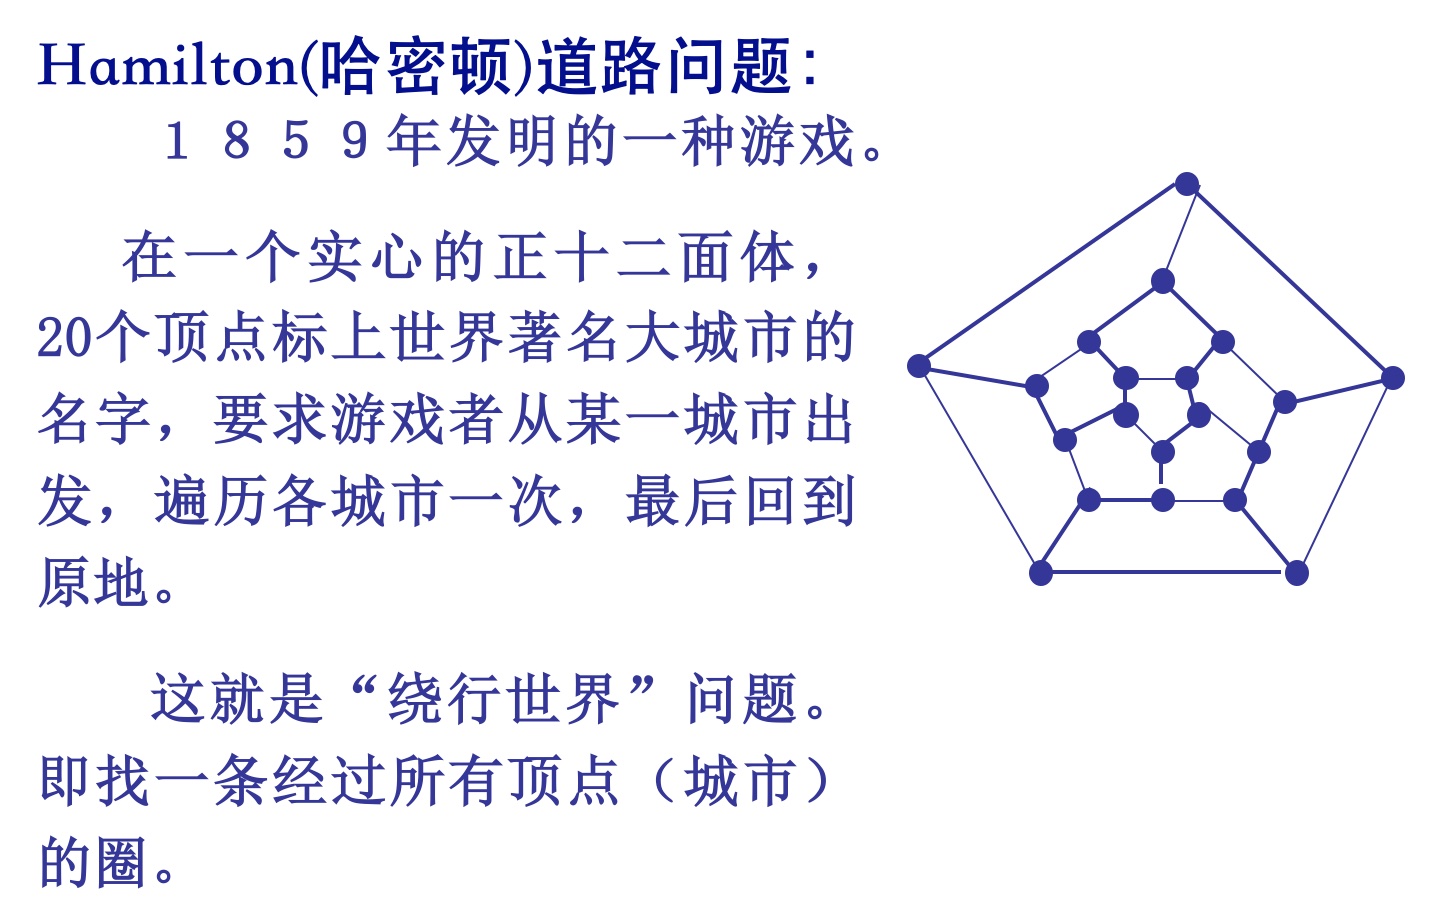 Hamilton(哈密顿)道路问题：
１８５９年发明的一种游戏。
在一个实心的正十二面体，
20个顶点标上世界著名大城市的
名字，要求游戏者从某一城市出
发，遍历各城市一次，最后回到
原地。
这就是“绕行世界”问题。
即找一条经过所有顶点（城市）
的圈。